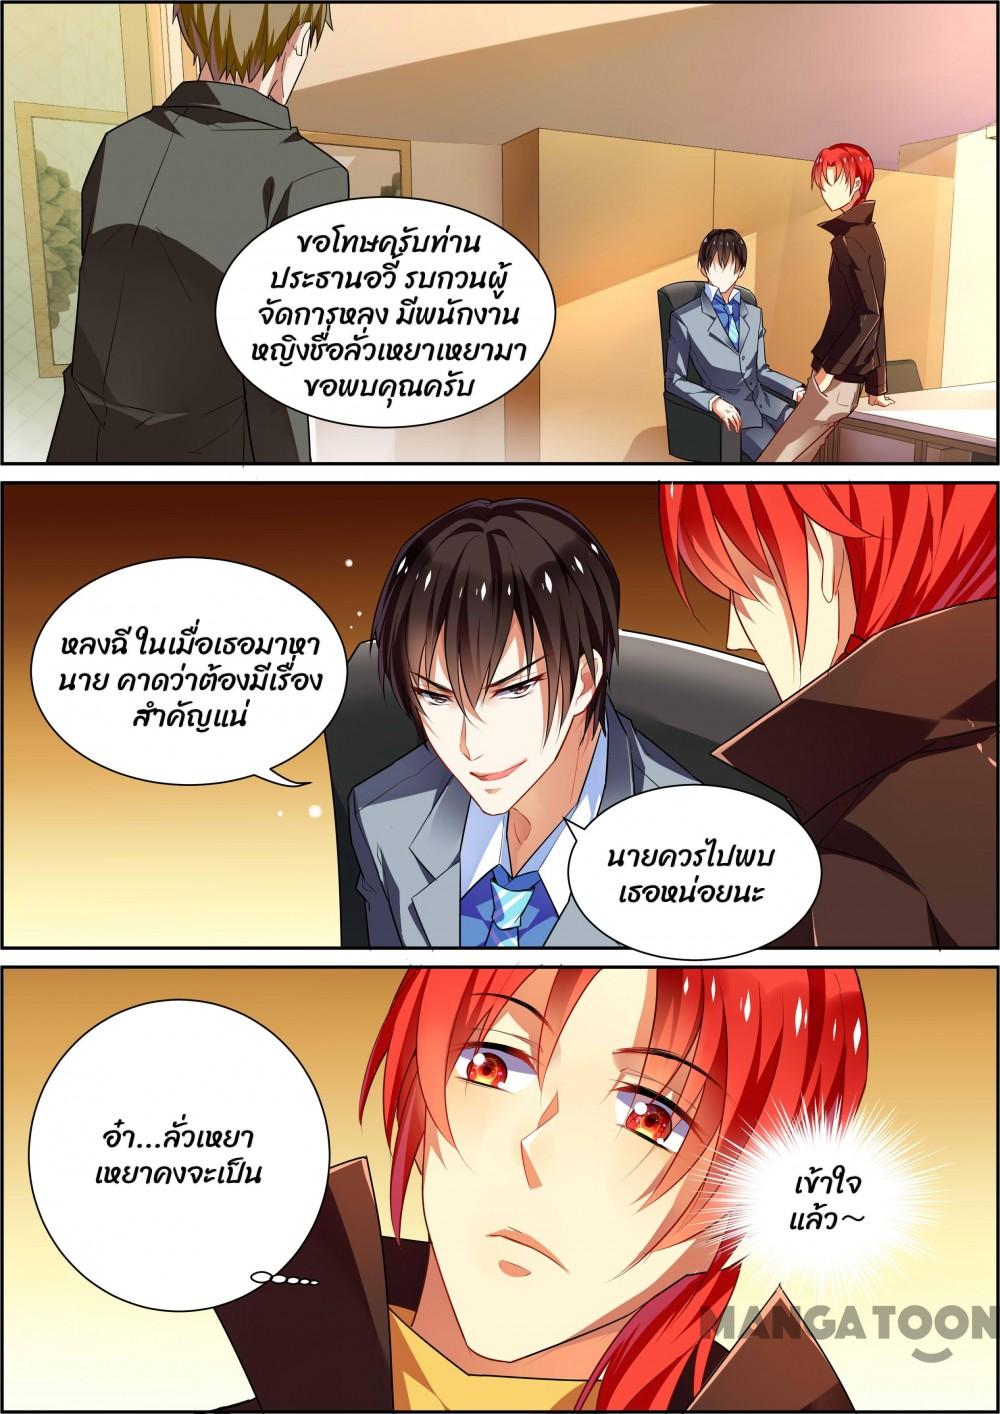 ขอโทษครับท่าน
ประธานอวี้ รบกวนผู้
จัดการหลง มีพนักงาน
หญิงชื่อลั่วเหยาเหยามา
ขอพบคุณครับ
หลงฉี ในเมื่อเธอมาหา
นาย คาดว่าต้องมีเรื่อง
สำคัญแน่
นายควรไปพบ
เธอหน่อยนะ
อ๋า...ลั่วเหยา
เหยาคงจะเป็น
เข้าใจ
แล้ว~
MANGATOON